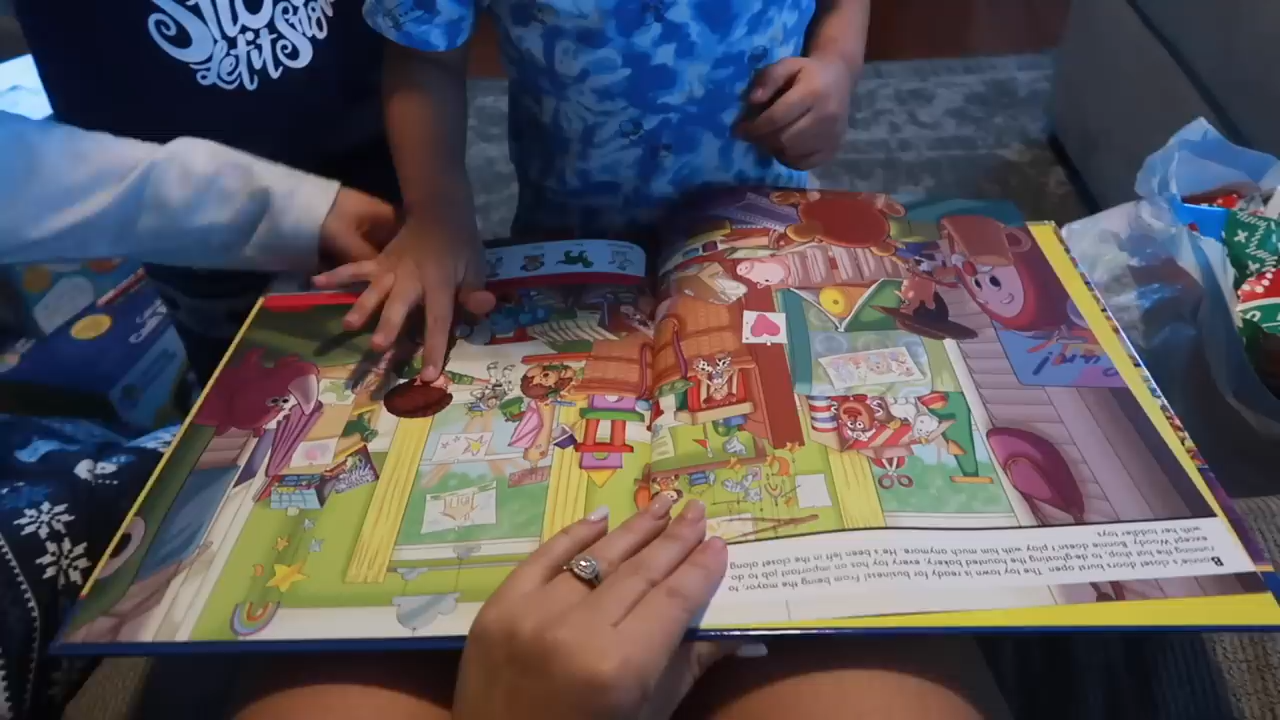 Snow
Let it Snow
Bonnie's closet doors burst open.
The toy town is ready for business! From being the mayor, to
running the hat shop, to de-ghosting the haunted bakery, every toy has an important job to do-
except Woody. Bonnie doesn't play with him much anymore. He's been left in the closet along
with her toddler toys.